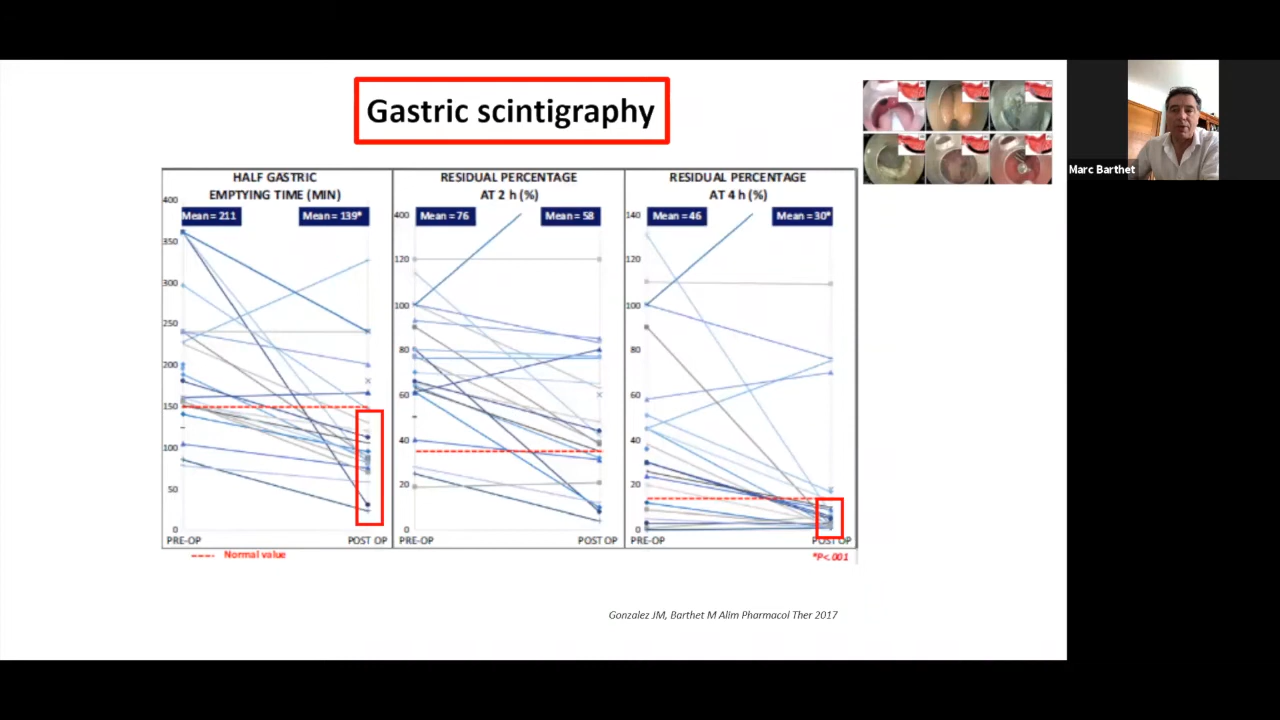 Gastric scintigraphy
Marc Barthet
HALF GASTRIC
EMPTYING TIME (MIN)
Mean = 211
Mean = 139*
400
350
300
250
200
150
100
50
0
PRE-OP
POST OP
RESIDUAL PERCENTAGE
AT 2 h (%)
Mean = 76
Mean = 58
400
120
100
80
60
40
20
0
PRE-OP
POST OP
RESIDUAL PERCENTAGE
AT 4 h (%)
Mean = 46
Mean = 30*
140
120
100
80
60
40
20
0
PRE-OP
POST OP
Normal value
*P<.001
Gonzalez JM, Barthet M Alim Pharmacol Ther 2017